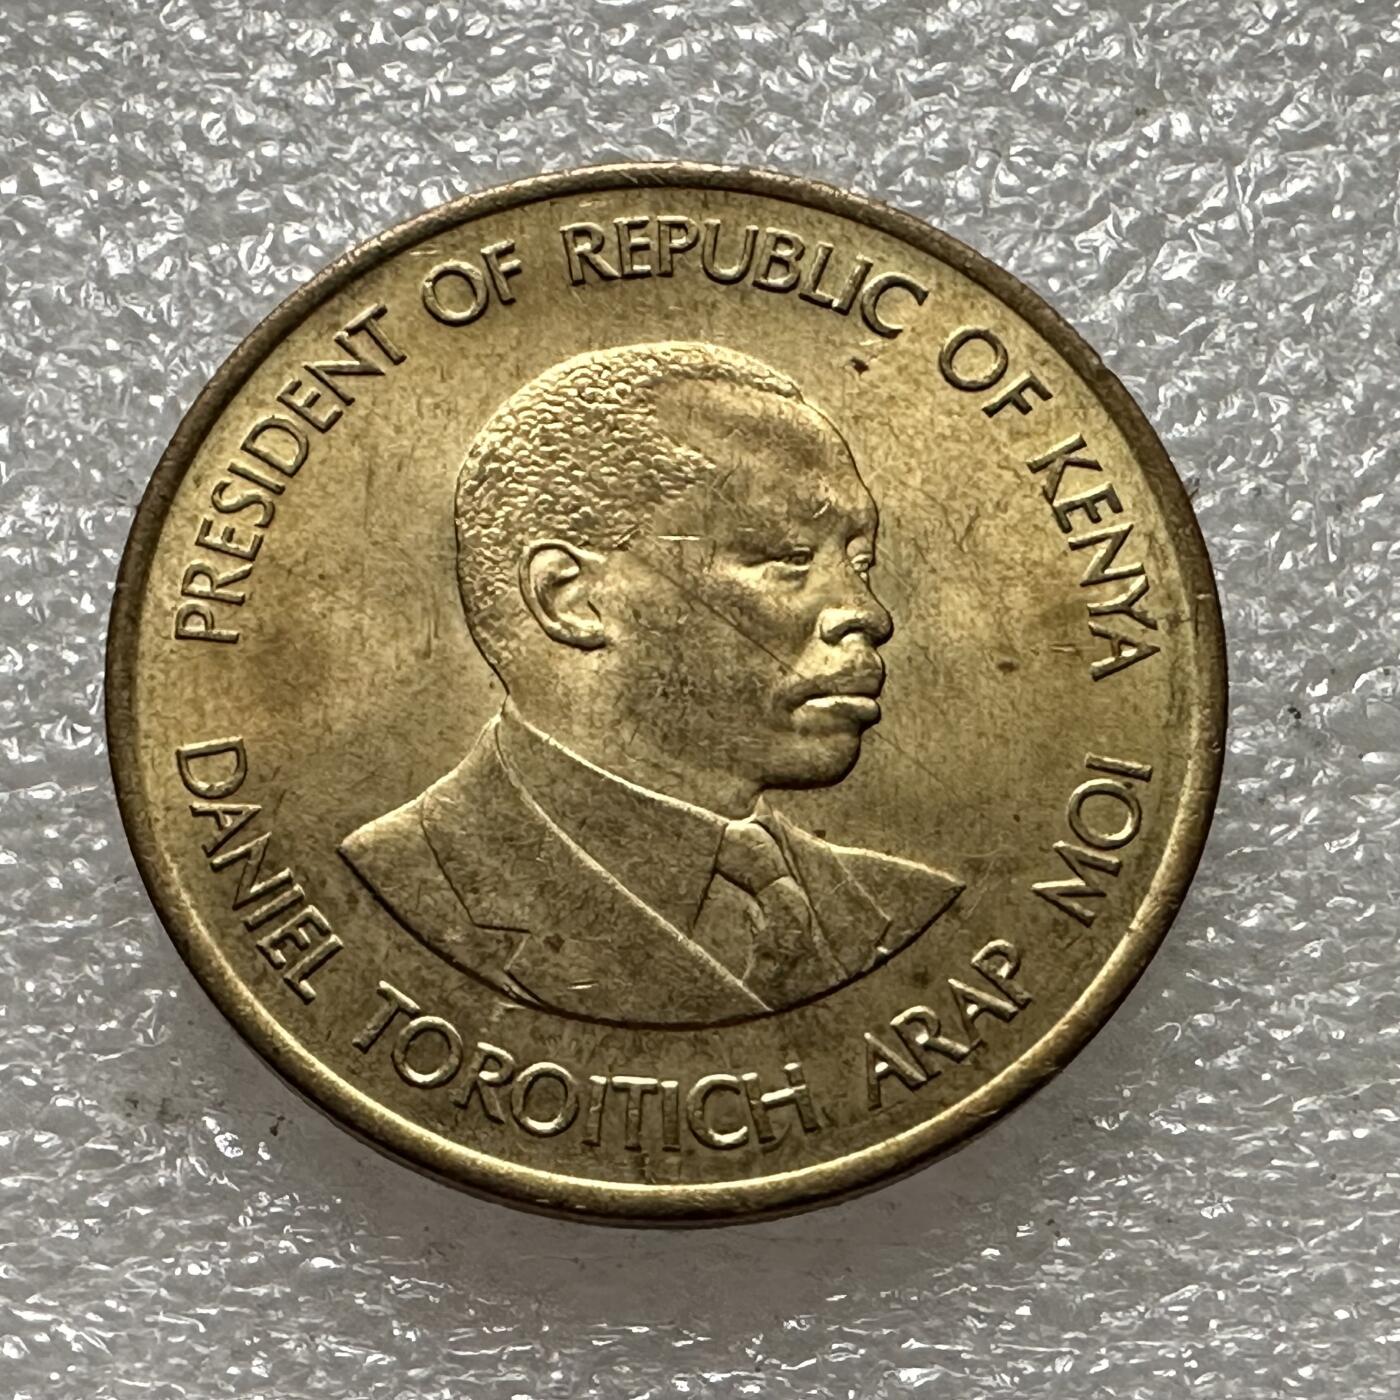 PRESIDENT OF REPUBLIC OF KENYA
DANIEL TOROITICH ARAP MOI